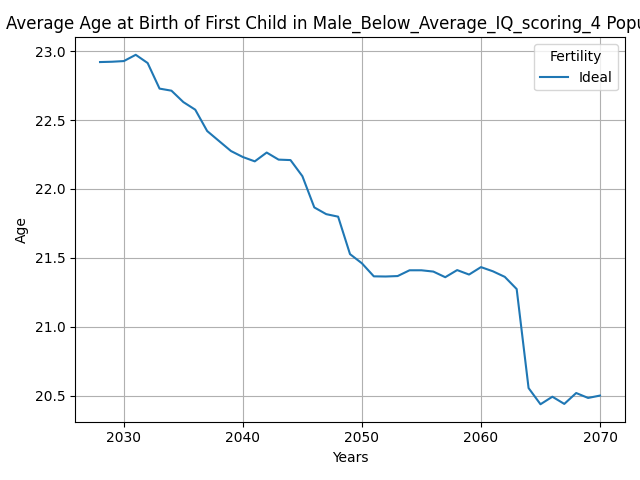 Average Age at Birth of First Child in Male_Below_Average_IQ_scoring_4
Fertility
Ideal
23.0
22.5
22.0
21.5
21.0
20.5
Age
2030 2040 2050 2060 2070
Years